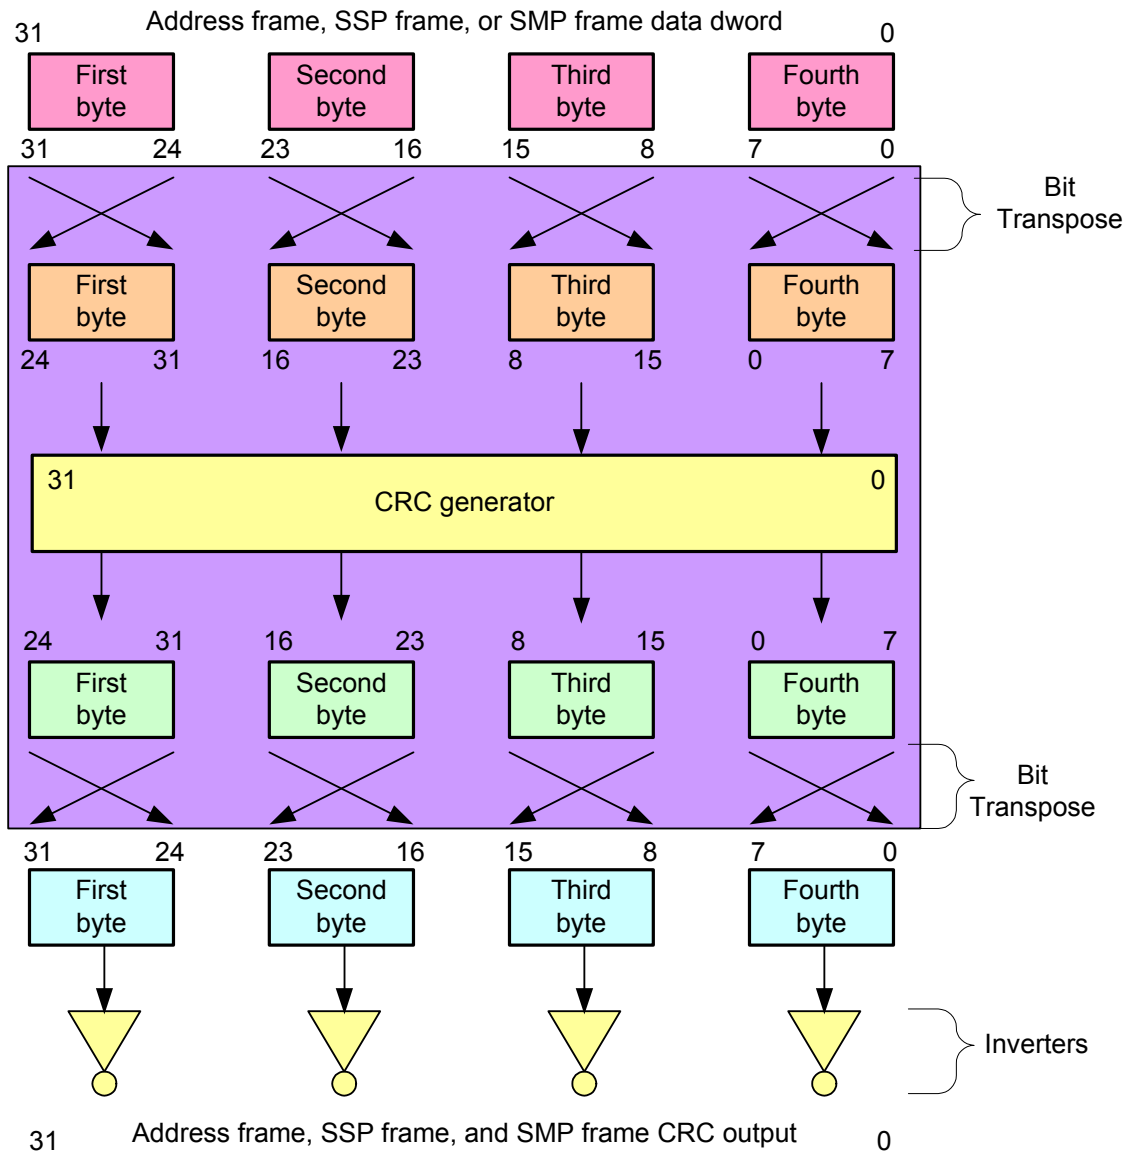 Address frame, SSP frame, or SMP frame data dword
31 0
First byte Second byte Third byte Fourth byte
31 24 23 16 15 8 7 0
Bit
Transpose
First byte Second byte Third byte Fourth byte
24 31 16 23 8 15 0 7
31 0
CRC generator
24 31 16 23 8 15 0 7
First byte Second byte Third byte Fourth byte
Bit
Transpose
31 24 23 16 15 8 7 0
First byte Second byte Third byte Fourth byte
Inverters
Address frame, SSP frame, and SMP frame CRC output
31 0